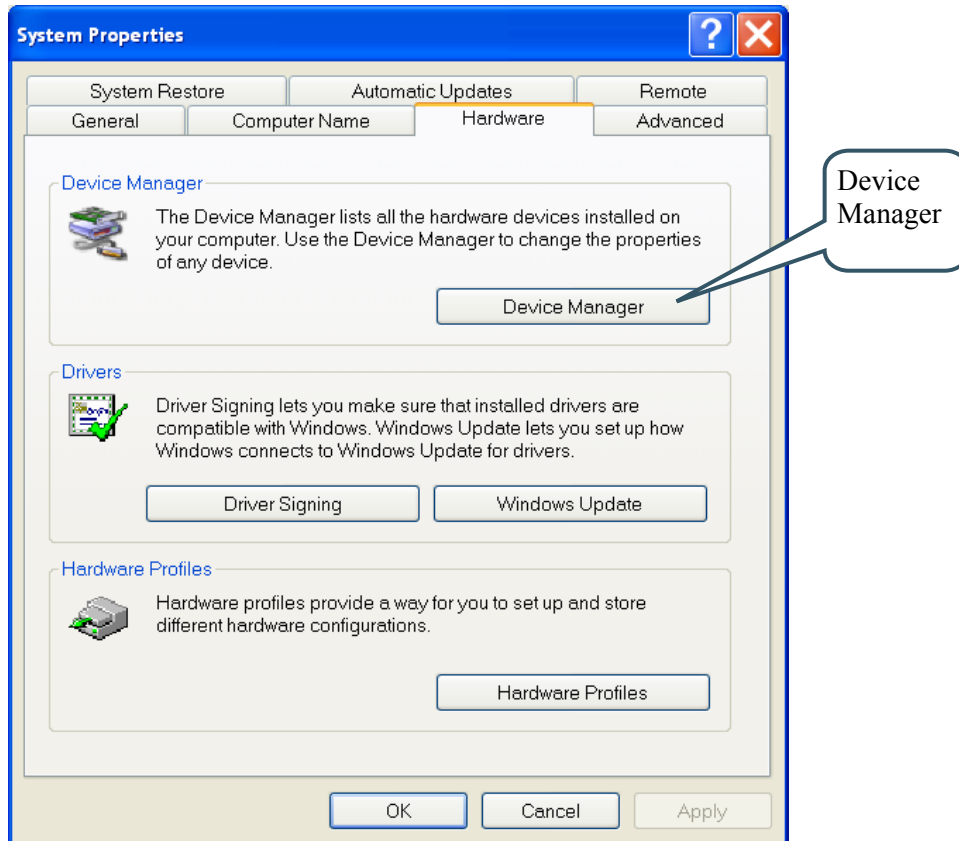 System Properties
?
System Restore
Automatic Updates
Remote
General
Computer Name
Hardware
Advanced
Device Manager
The Device Manager lists all the hardware devices installed on
your computer. Use the Device Manager to change the properties
of any device.
Device Manager
Device
Manager
Drivers
Driver Signing lets you make sure that installed drivers are
compatible with Windows. Windows Update lets you set up how
Windows connects to Windows Update for drivers.
Driver Signing
Windows Update
Hardware Profiles
Hardware profiles provide a way for you to set up and store
different hardware configurations.
Hardware Profiles
OK
Cancel
Apply